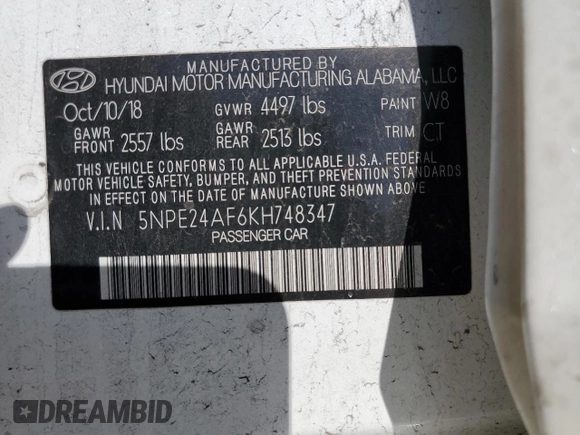 MANUFACTURED BY
HYUNDAI MOTOR MANUFACTURING ALABAMA, LLC
Oct/10/18 GVWR 4497 lbs PAINT W8
GAWR FRONT 2557 lbs GAWR REAR 2513 lbs TRIM CT
THIS VEHICLE CONFORMS TO ALL APPLICABLE U.S.A. FEDERAL
MOTOR VEHICLE SAFETY, BUMPER, AND THEFT PREVENTION STANDARDS
IN EFFECT ON THE DATE OF MANUFACTURE SHOWN ABOVE.
V.I.N 5NPE24AF6KH748347
PASSENGER CAR
DREAMBID